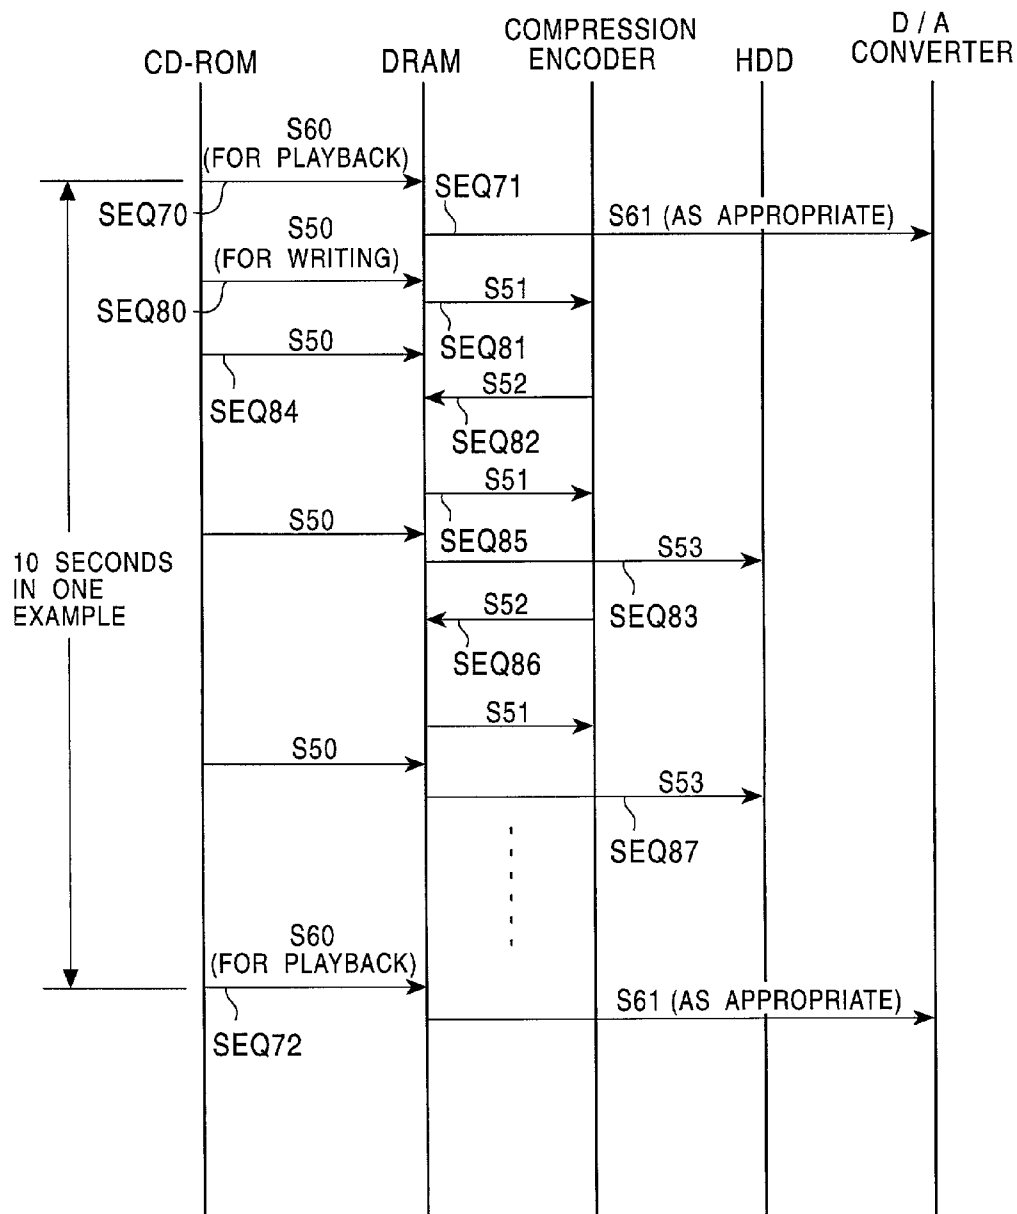 CD-ROM
DRAM
COMPRESSION
ENCODER
HDD
D / A
CONVERTER
S60
(FOR PLAYBACK)
SEQ70
SEQ71
S61 (AS APPROPRIATE)
S50
(FOR WRITING)
SEQ80
S51
SEQ81
S50
SEQ84
S52
SEQ82
S51
SEQ85
S50
S53
SEQ83
10 SECONDS
IN ONE
EXAMPLE
S52
SEQ86
S51
S50
S53
SEQ87
S60
(FOR PLAYBACK)
SEQ72
S61 (AS APPROPRIATE)